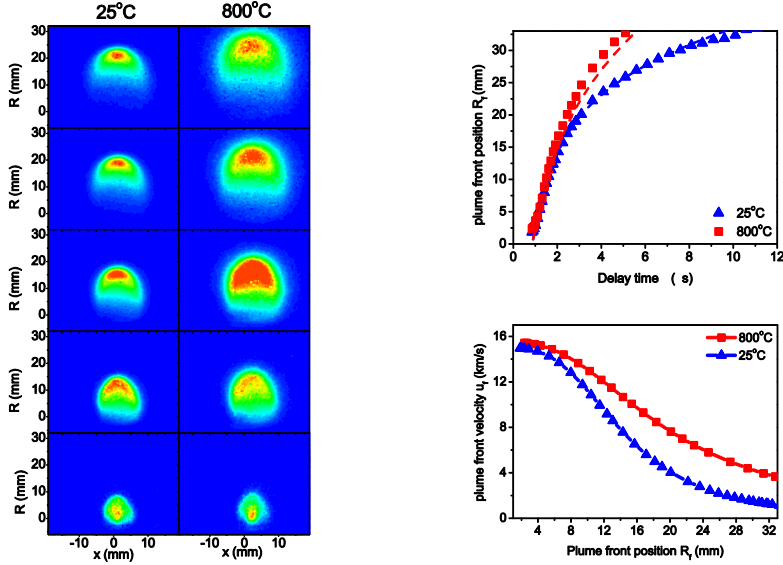 25°C 800°C
R (mm)
30
20
10
0
R (mm)
30
20
10
0
R (mm)
30
20
10
0
R (mm)
30
20
10
0
R (mm)
30
20
10
0
-10 0 10 -10 0 10
x (mm) x (mm)
plume front position Rf (mm)
30
25
20
15
10
5
0
25°C
800°C
0 2 4 6 8 10 12
Delay time ( s)
plume front velocity uf (km/s)
16
12
8
4
0
800°C
25°C
4 8 12 16 20 24 28 32
Plume front position Rf (mm)